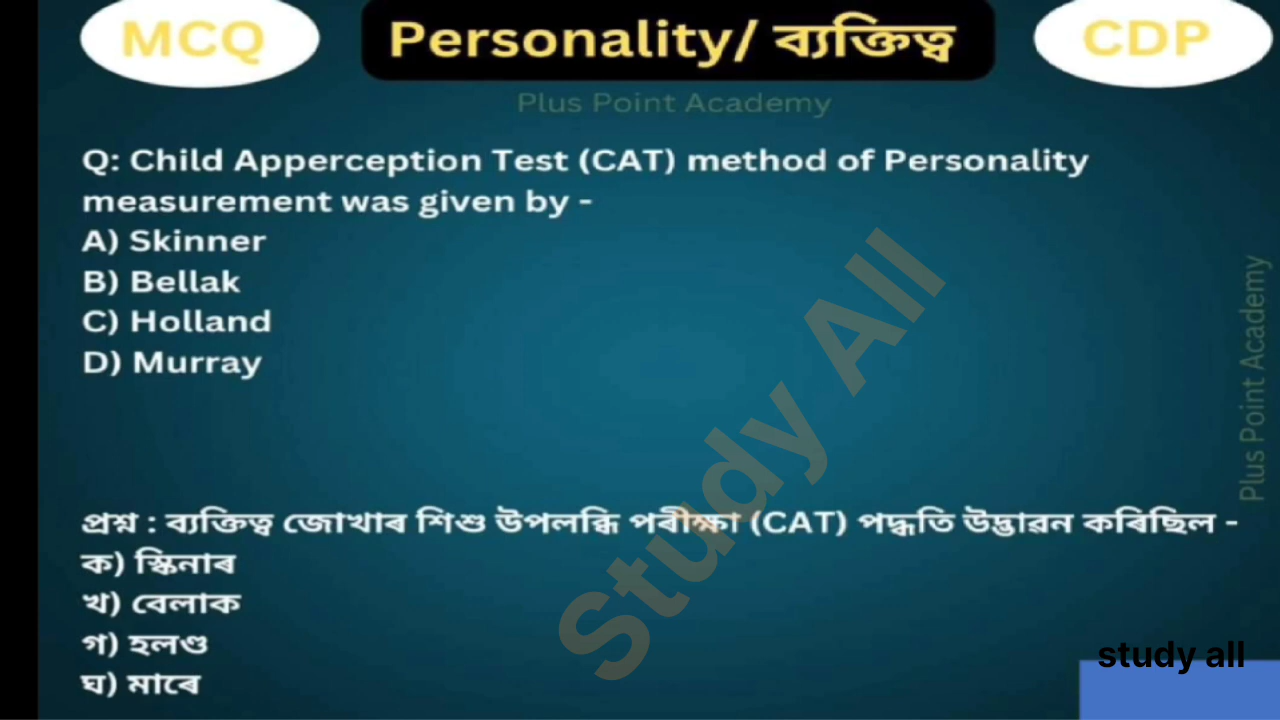 MCQ
Personality/ ব্যক্তিত্ব
CDP
Plus Point Academy
Q: Child Apperception Test (CAT) method of Personality
measurement was given by -
A) Skinner
B) Bellak
C) Holland
D) Murray
প্ৰশ্ন : ব্যক্তিত্ব জোখাৰ শিশু উপলব্ধি পৰীক্ষা (CAT) পদ্ধতি উদ্ভাৱন কৰিছিল -
ক) স্কিনাৰ
খ) বেলাক
গ) হলণ্ড
ঘ) মাৰে
Study All
Plus Point Academy
study all